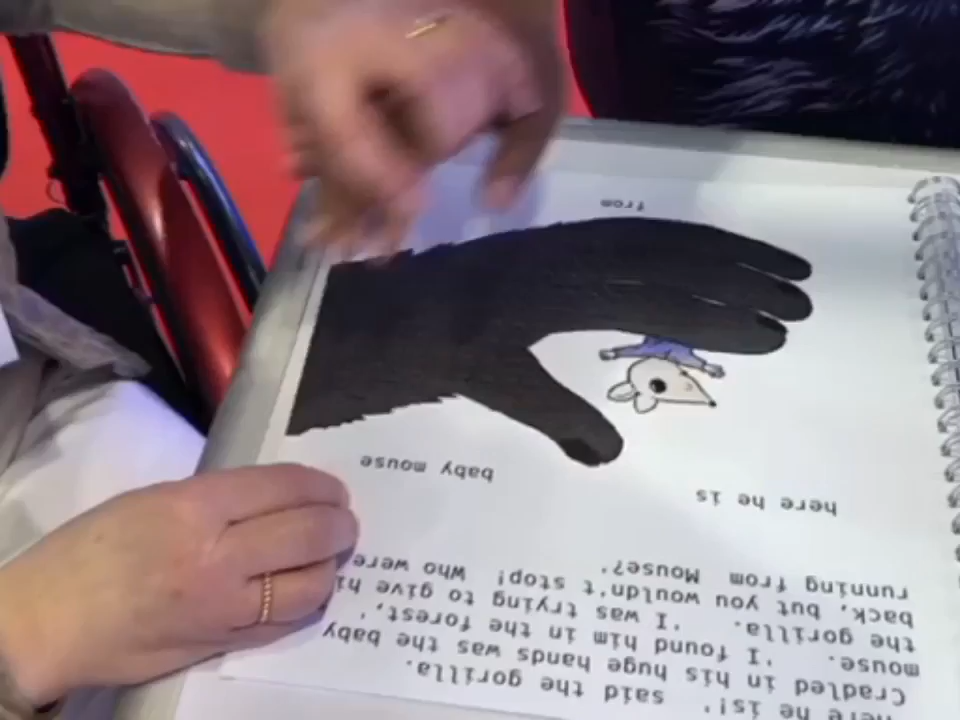 Here he is!' said the gorilla.
Cradled in his huge hands was the baby
mouse. 'I found him in the forest,'
the gorilla. 'I was trying to give
back, but you wouldn't stop! Who were
running from Mouse?'
here he is
baby mouse
from